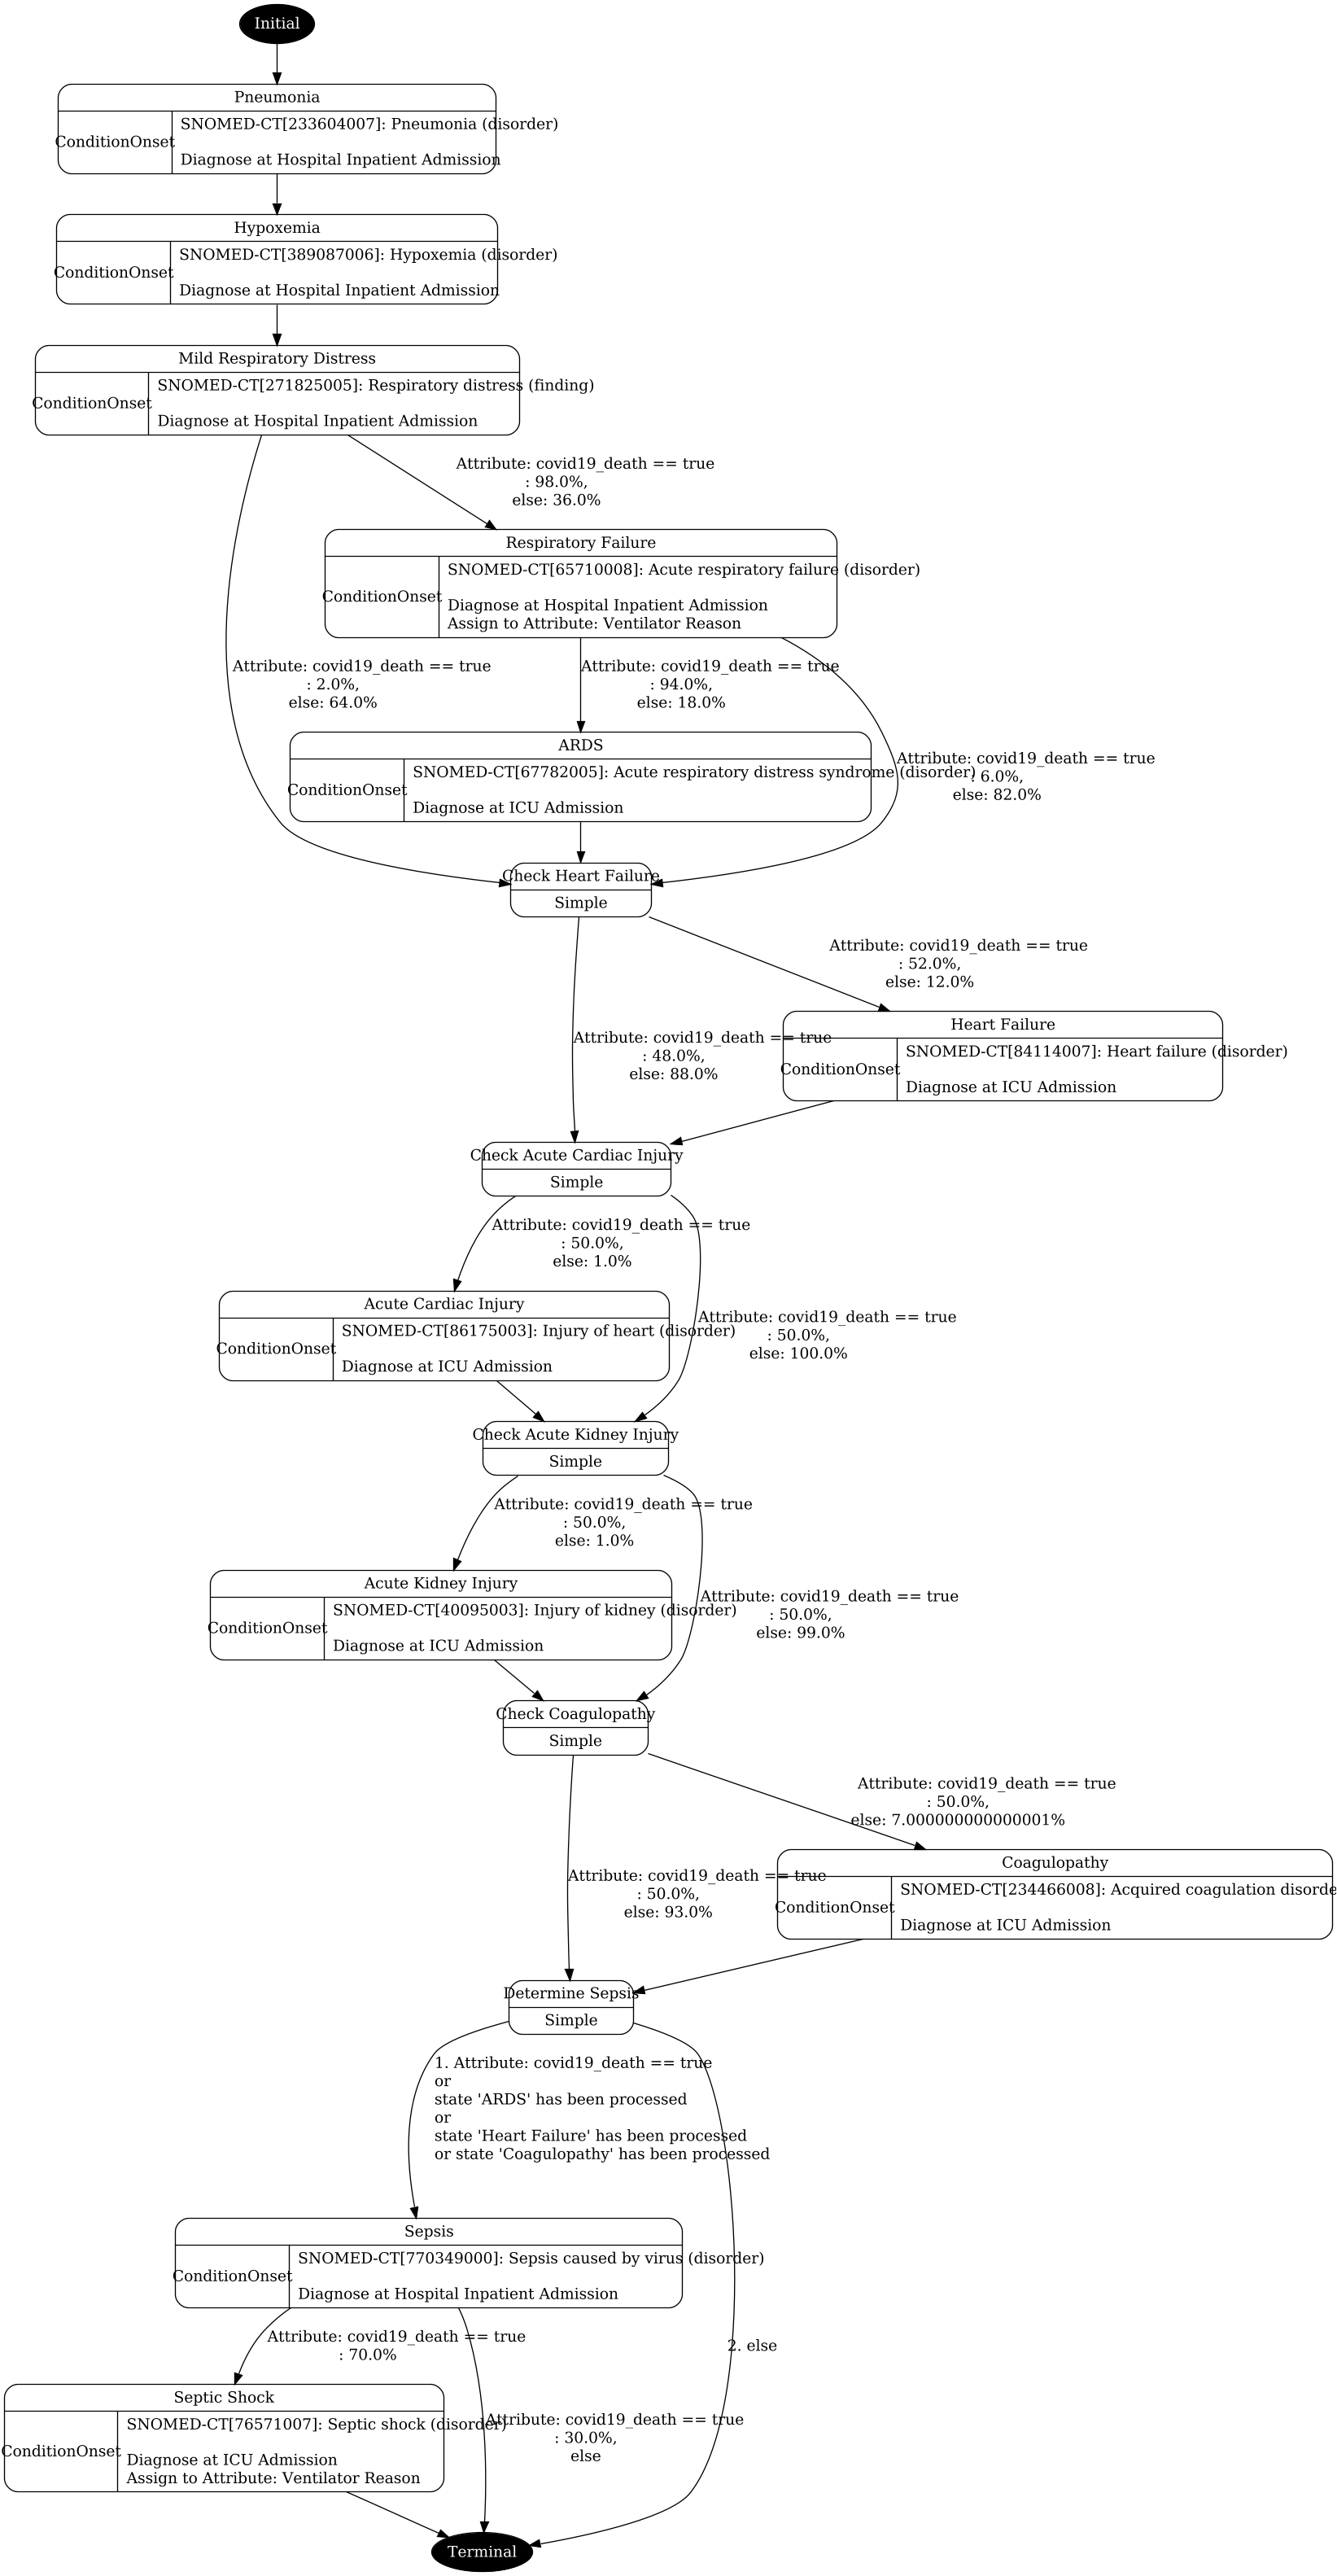 Initial
Pneumonia
ConditionOnset
SNOMED-CT[233604007]: Pneumonia (disorder)
Diagnose at Hospital Inpatient Admission
Hypoxemia
ConditionOnset
SNOMED-CT[389087006]: Hypoxemia (disorder)
Diagnose at Hospital Inpatient Admission
Mild Respiratory Distress
ConditionOnset
SNOMED-CT[271825005]: Respiratory distress (finding)
Diagnose at Hospital Inpatient Admission
Attribute: covid19_death == true
: 98.0%,
else: 36.0%
Respiratory Failure
ConditionOnset
SNOMED-CT[65710008]: Acute respiratory failure (disorder)
Diagnose at Hospital Inpatient Admission
Assign to Attribute: Ventilator Reason
Attribute: covid19_death == true
: 2.0%,
else: 64.0%
Attribute: covid19_death == true
: 94.0%,
else: 18.0%
ARDS
ConditionOnset
SNOMED-CT[67782005]: Acute respiratory distress syndrome (disorder)
Diagnose at ICU Admission
Attribute: covid19_death == true
: 6.0%,
else: 82.0%
Check Heart Failure
Simple
Attribute: covid19_death == true
: 52.0%,
else: 12.0%
Heart Failure
ConditionOnset
SNOMED-CT[84114007]: Heart failure (disorder)
Diagnose at ICU Admission
Attribute: covid19_death == true
: 48.0%,
else: 88.0%
Check Acute Cardiac Injury
Simple
Attribute: covid19_death == true
: 50.0%,
else: 1.0%
Acute Cardiac Injury
ConditionOnset
SNOMED-CT[86175003]: Injury of heart (disorder)
Diagnose at ICU Admission
Attribute: covid19_death == true
: 50.0%,
else: 100.0%
Check Acute Kidney Injury
Simple
Attribute: covid19_death == true
: 50.0%,
else: 1.0%
Acute Kidney Injury
ConditionOnset
SNOMED-CT[40095003]: Injury of kidney (disorder)
Diagnose at ICU Admission
Attribute: covid19_death == true
: 50.0%,
else: 99.0%
Check Coagulopathy
Simple
Attribute: covid19_death == true
: 50.0%,
else: 7.000000000000001%
Coagulopathy
ConditionOnset
SNOMED-CT[234466008]: Acquired coagulation disorde
Diagnose at ICU Admission
Attribute: covid19_death == true
: 50.0%,
else: 93.0%
Determine Sepsis
Simple
1. Attribute: covid19_death == true
or
state 'ARDS' has been processed
or
state 'Heart Failure' has been processed
or state 'Coagulopathy' has been processed
Sepsis
ConditionOnset
SNOMED-CT[770349000]: Sepsis caused by virus (disorder)
Diagnose at Hospital Inpatient Admission
Attribute: covid19_death == true
: 70.0%
2. else
Septic Shock
ConditionOnset
SNOMED-CT[76571007]: Septic shock (disorder)
Diagnose at ICU Admission
Assign to Attribute: Ventilator Reason
Attribute: covid19_death == true
: 30.0%,
else
Terminal